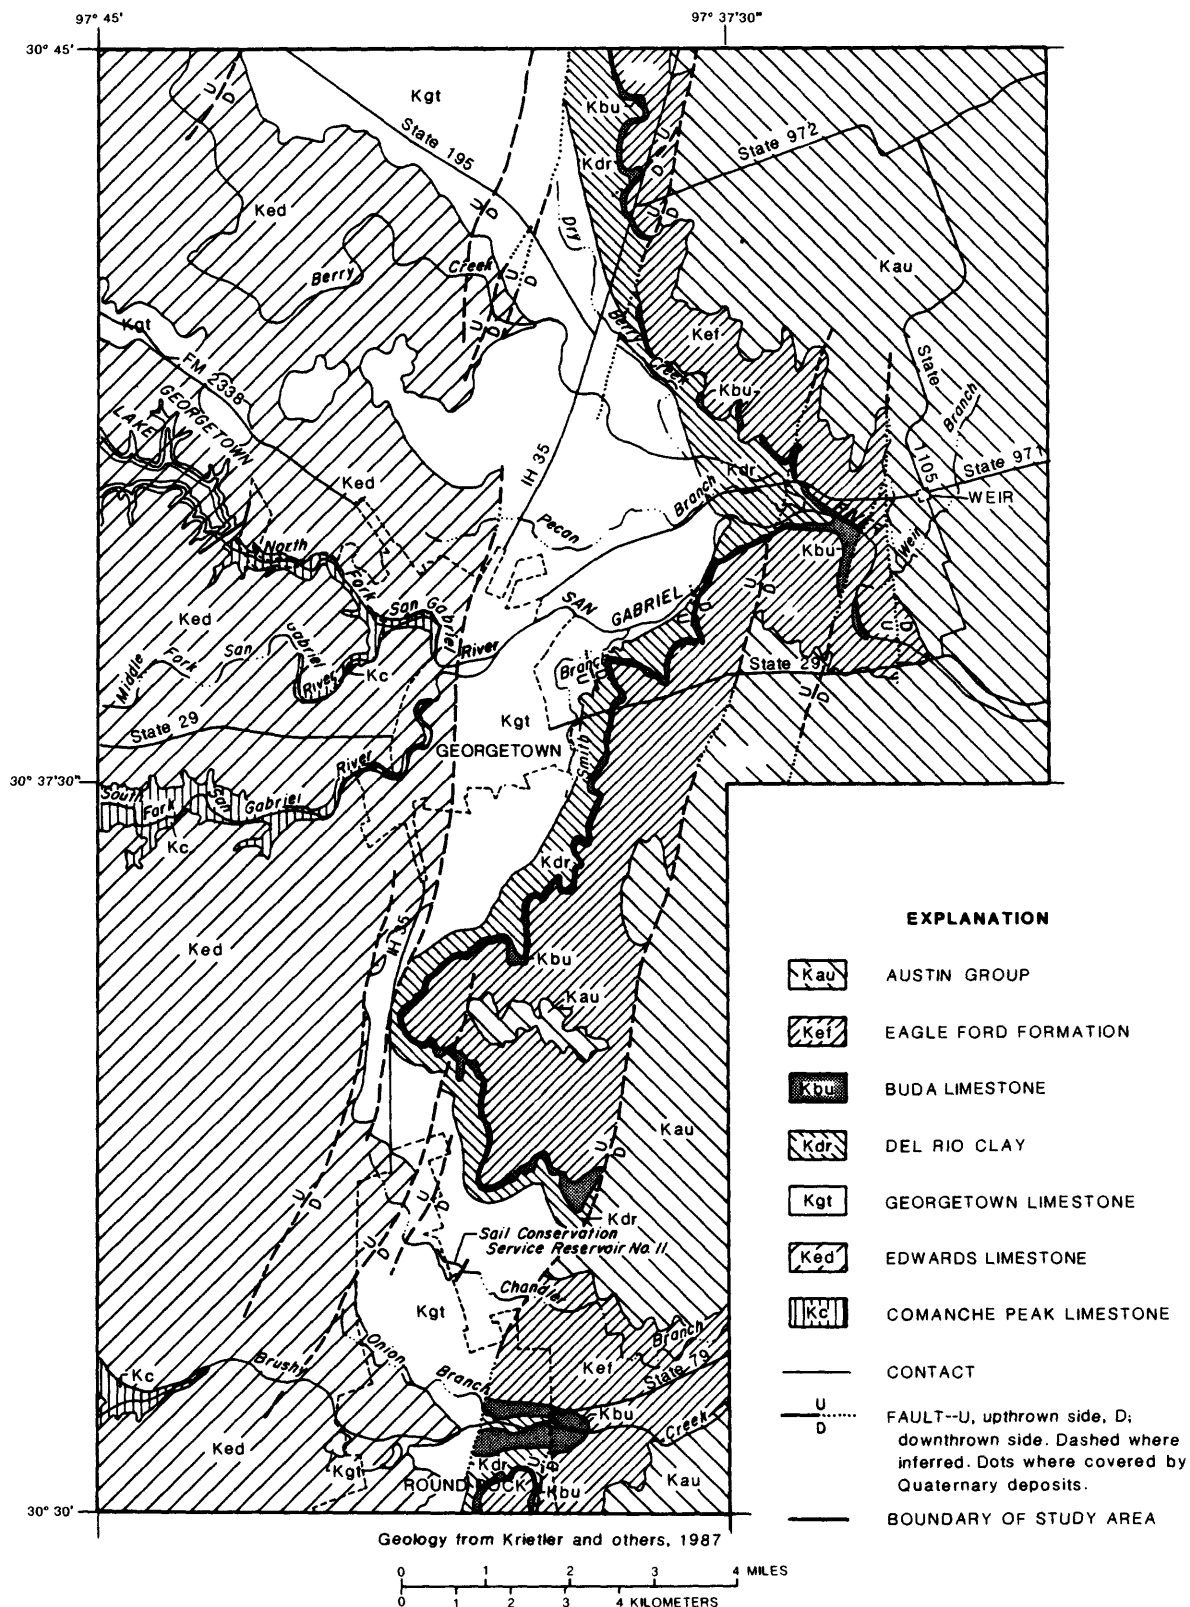 97° 45'
97° 37'30"
30° 45'
Kgt
Kbu
State 195
State 972
Kdr
U
D
Ked
Dry
Berry
Creek
Kau
Kgt
Berry
Creek
Kef
FM 2338
Kbu
State
1105
Branch
LAKE
GEORGETOWN
IH 35
State 971
Ked
Kdr
Branch
WEIR
Pecan
Weir
Kbu
North
Fork
San Gabriel
River
SAN
GABRIEL
Ked
Middle
Fork
San
Gabriel
River
Kc
Branch
State 29
Kgt
State 29
GEORGETOWN
Smith
River
30° 37'30"
South
Fork
San
Gabriel
Kc
Kdr
EXPLANATION
IH 35
Ked
Kbu
Kau
Kau AUSTIN GROUP
Kef EAGLE FORD FORMATION
Kbu BUDA LIMESTONE
Kau
Kdr DEL RIO CLAY
Kgt GEORGETOWN LIMESTONE
Kdr
Sail Conservation
Service Reservoir No. II
Ked EDWARDS LIMESTONE
Chandler
Kgt
Kc COMANCHE PEAK LIMESTONE
Branch
Onion
Brushy
Kef
State 79
Kc
CONTACT
Branch
Kbu
Creek
U
D
FAULT--U, upthrown side, D;
downthrown side. Dashed where
inferred. Dots where covered by
Quaternary deposits.
Ked
Kgt
Kdr
ROUND ROCK
Kbu
Kau
30° 30'
BOUNDARY OF STUDY AREA
Geology from Krietler and others, 1987
0 1 2 3 4 MILES
0 1 2 3 4 KILOMETERS